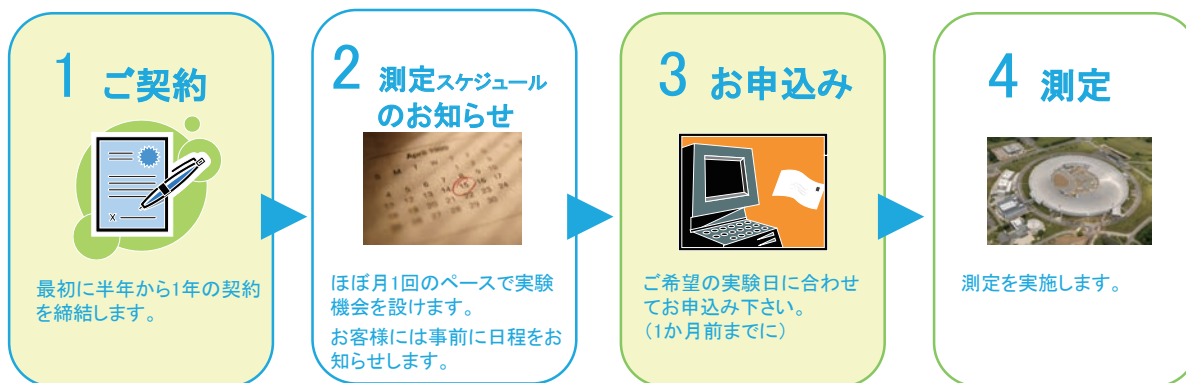 1 ご契約
最初に半年から1年の契約
を締結します。
2 測定スケジュール
のお知らせ
April
ほぼ月1回のペースで実験
機会を設けます。
お客様には事前に日程をお
知らせします。
3 お申込み
ご希望の実験日に合わせ
てお申込み下さい。
(1か月前までに)
4 測定
測定を実施します。